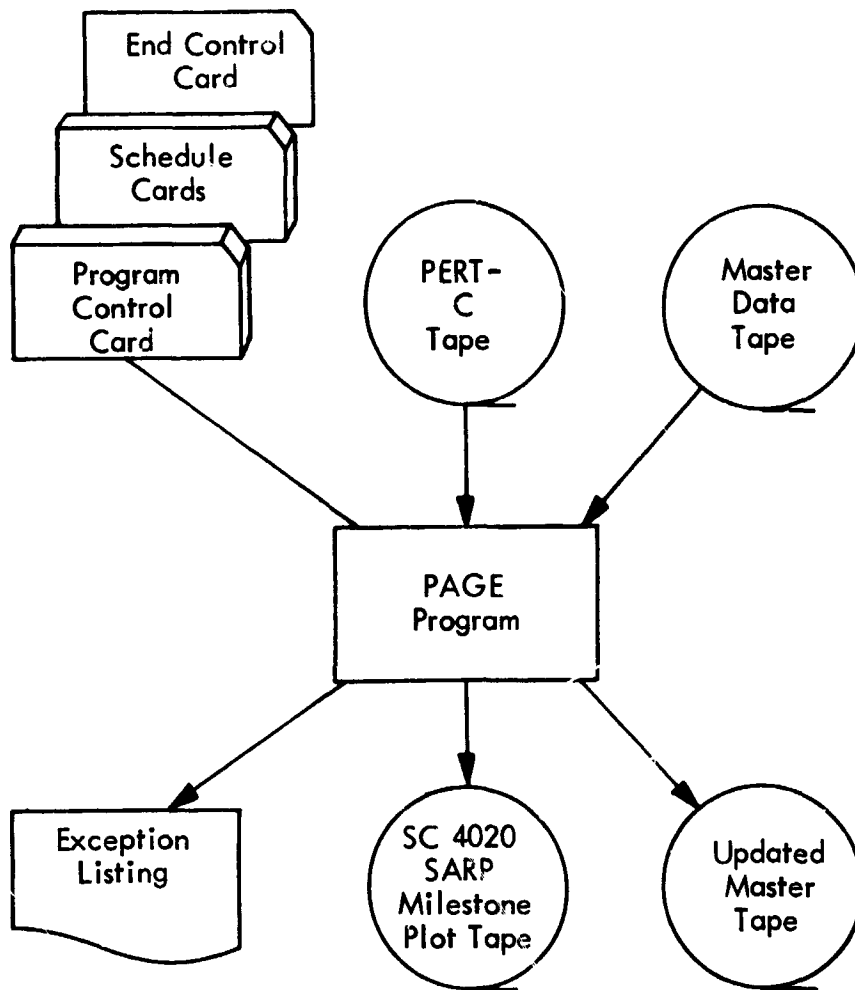 End Control
Card
Schedule
Cards
Program
Control
Card
PERT-
C
Tape
Master
Data
Tape
PAGE
Program
Exception
Listing
SC 4020
SARP
Milestone
Plot Tape
Updated
Master
Tape